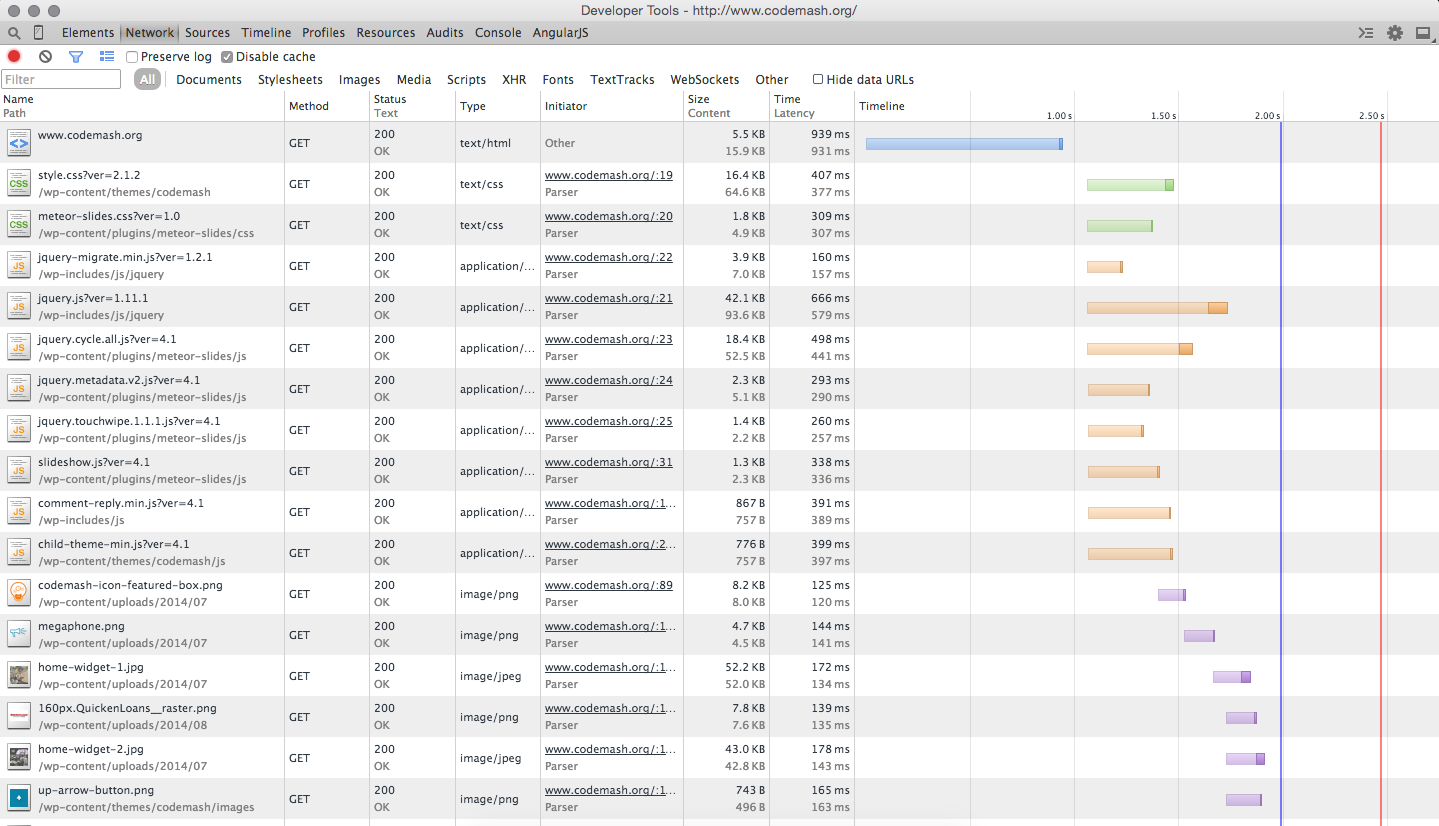 Developer Tools - http://www.codemash.org/
Elements Network Sources Timeline Profiles Resources Audits Console AngularJS
Preserve log Disable cache
Filter All Documents Stylesheets Images Media Scripts XHR Fonts TextTracks WebSockets Other Hide data URLs
Name Method Status Type Initiator Size Time Timeline
Path Text Content Latency 1.00 s 1.50 s 2.00 s 2.50 s
www.codemash.org GET 200 text/html Other 5.5 KB 939 ms
OK 15.9 KB 931 ms
style.css?ver=2.1.2 GET 200 text/css www.codemash.org/:19 16.4 KB 407 ms
/wp-content/themes/codemash OK Parser 64.6 KB 377 ms
meteor-slides.css?ver=1.0 GET 200 text/css www.codemash.org/:20 1.8 KB 309 ms
/wp-content/plugins/meteor-slides/css OK Parser 4.9 KB 307 ms
jquery-migrate.min.js?ver=1.2.1 GET 200 application/... www.codemash.org/:22 3.9 KB 160 ms
/wp-includes/js/jquery OK Parser 7.0 KB 157 ms
jquery.js?ver=1.11.1 GET 200 application/... www.codemash.org/:21 42.1 KB 666 ms
/wp-includes/js/jquery OK Parser 93.6 KB 579 ms
jquery.cycle.all.js?ver=4.1 GET 200 application/... www.codemash.org/:23 18.4 KB 498 ms
/wp-content/plugins/meteor-slides/js OK Parser 52.5 KB 441 ms
jquery.metadata.v2.js?ver=4.1 GET 200 application/... www.codemash.org/:24 2.3 KB 293 ms
/wp-content/plugins/meteor-slides/js OK Parser 5.1 KB 290 ms
jquery.touchwipe.1.1.1.js?ver=4.1 GET 200 application/... www.codemash.org/:25 1.4 KB 260 ms
/wp-content/plugins/meteor-slides/js OK Parser 2.2 KB 257 ms
slideshow.js?ver=4.1 GET 200 application/... www.codemash.org/:31 1.3 KB 338 ms
/wp-content/plugins/meteor-slides/js OK Parser 2.3 KB 336 ms
comment-reply.min.js?ver=4.1 GET 200 application/... www.codemash.org/:1... 867 B 391 ms
/wp-includes/js OK Parser 757 B 389 ms
child-theme-min.js?ver=4.1 GET 200 application/... www.codemash.org/:2... 776 B 399 ms
/wp-content/themes/codemash/js OK Parser 757 B 397 ms
codemash-icon-featured-box.png GET 200 image/png www.codemash.org/:89 8.2 KB 125 ms
/wp-content/uploads/2014/07 OK Parser 8.0 KB 120 ms
megaphone.png GET 200 image/png www.codemash.org/:1... 4.7 KB 144 ms
/wp-content/uploads/2014/07 OK Parser 4.5 KB 141 ms
home-widget-1.jpg GET 200 image/jpeg www.codemash.org/:1... 52.2 KB 172 ms
/wp-content/uploads/2014/07 OK Parser 52.0 KB 134 ms
160px.QuickenLoans__raster.png GET 200 image/png www.codemash.org/:1... 7.8 KB 139 ms
/wp-content/uploads/2014/08 OK Parser 7.6 KB 135 ms
home-widget-2.jpg GET 200 image/jpeg www.codemash.org/:1... 43.0 KB 178 ms
/wp-content/uploads/2014/07 OK Parser 42.8 KB 143 ms
up-arrow-button.png GET 200 image/png www.codemash.org/:1... 743 B 165 ms
/wp-content/themes/codemash/images OK Parser 496 B 163 ms